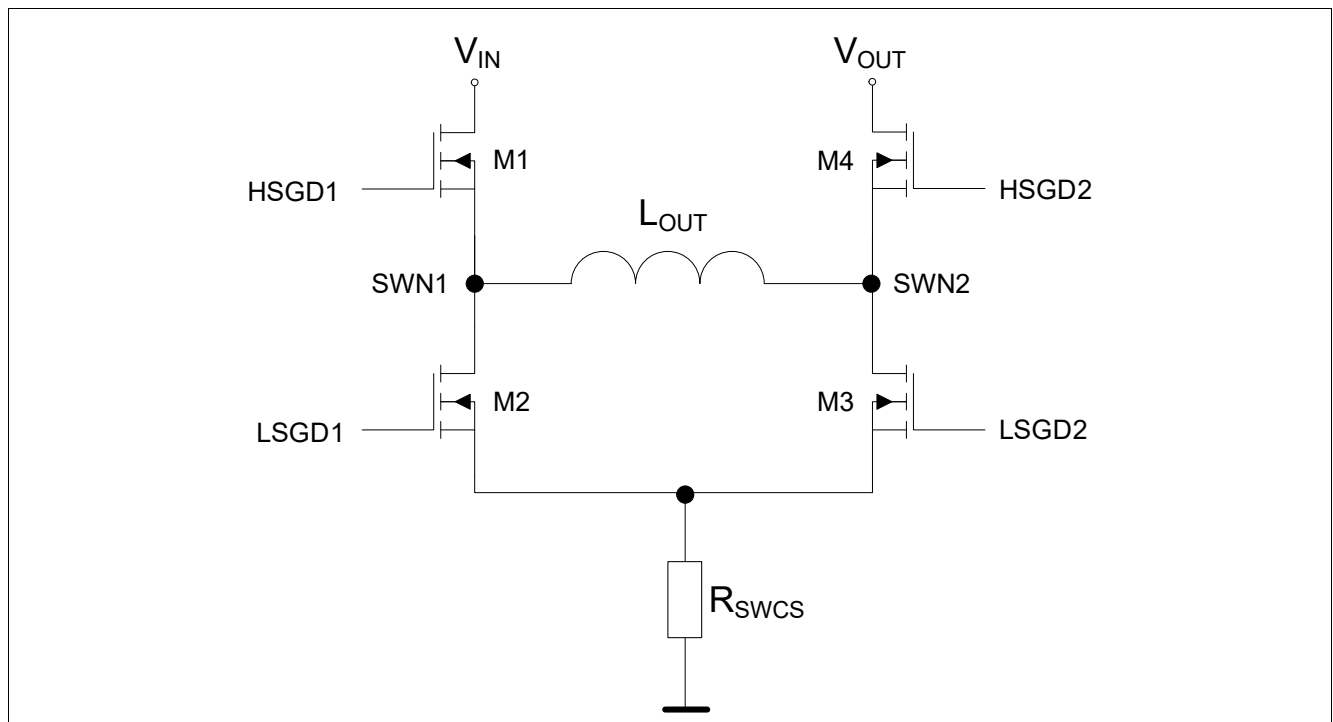 VIN
VOUT
M1
M4
HSGD1
HSGD2
LOUT
SWN1
SWN2
M2
M3
LSGD1
LSGD2
RSWCS